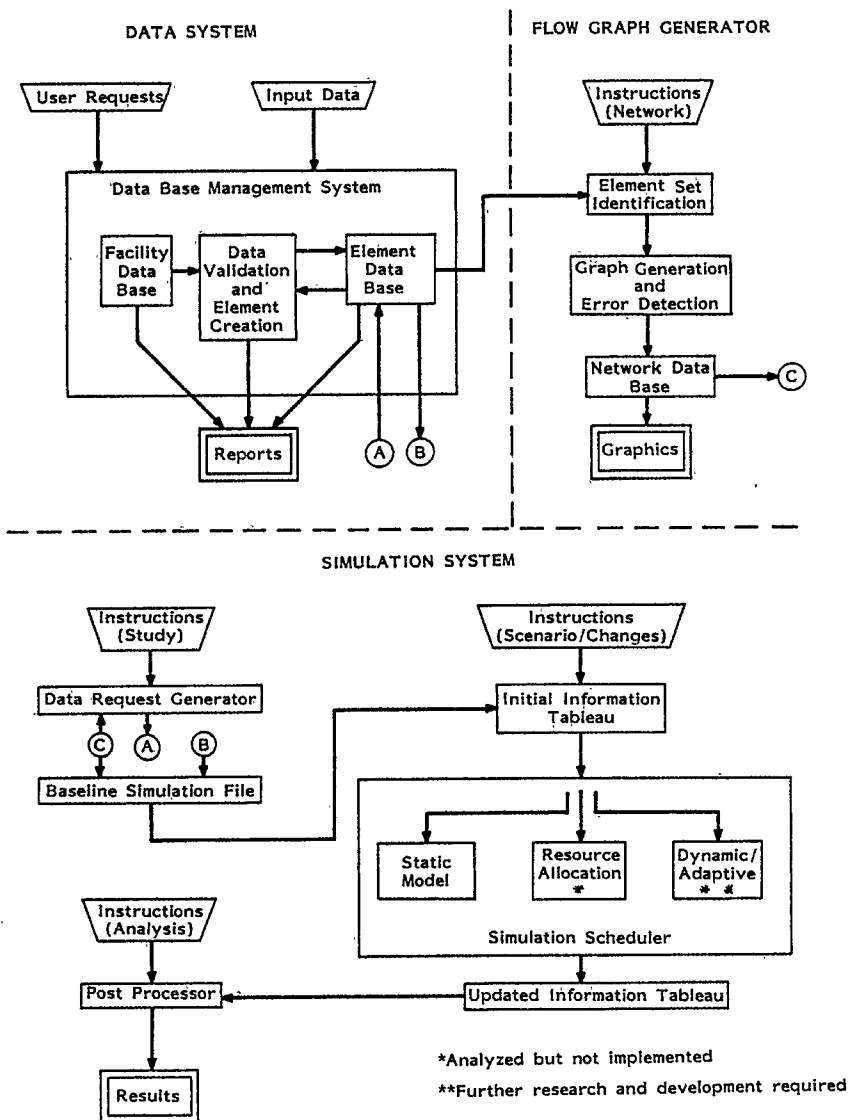 DATA SYSTEM
User Requests
Input Data
Data Base Management System
Facility
Data
Base
Data
Validation
and
Element
Creation
Element
Data
Base
Reports
A
B
FLOW GRAPH GENERATOR
Instructions
(Network)
Element Set
Identification
Graph Generation
and
Error Detection
Network Data
Base
C
Graphics
SIMULATION SYSTEM
Instructions
(Study)
Data Request Generator
C
A
B
Baseline Simulation File
Instructions
(Scenario/Changes)
Initial Information
Tableau
Static
Model
Resource
Allocation
*
Dynamic/
Adaptive
* *
Simulation Scheduler
Instructions
(Analysis)
Post Processor
Updated Information Tableau
Results
*Analyzed but not implemented
**Further research and development required